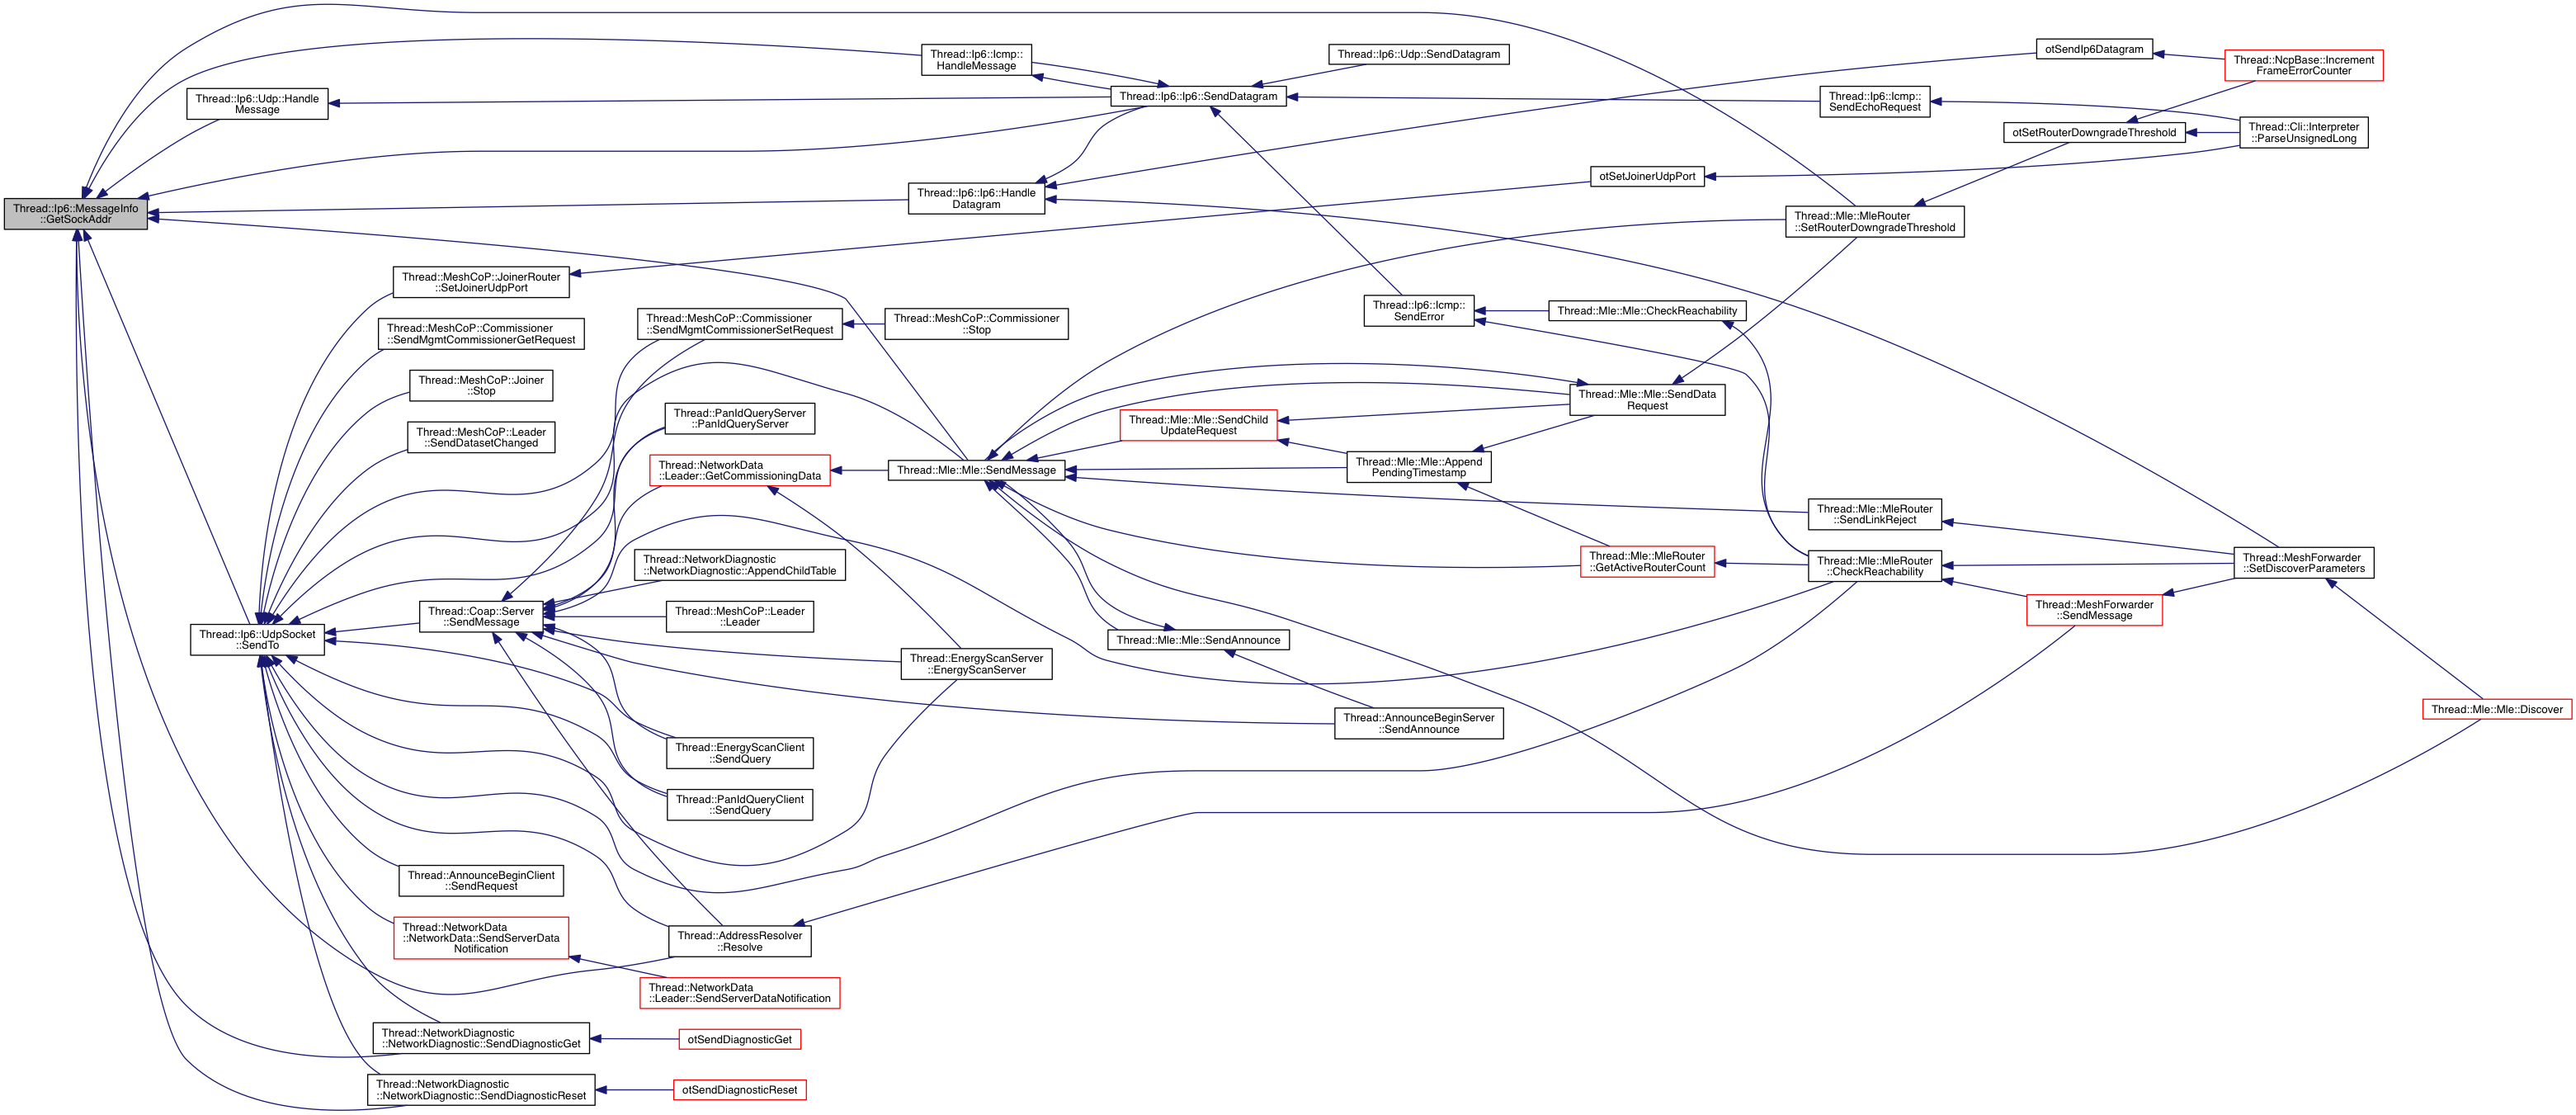 Thread::Ip6::MessageInfo
::GetSockAddr
Thread::Ip6::Udp::Handle
Message
Thread::Ip6::Icmp::
HandleMessage
Thread::Ip6::Udp::SendDatagram
Thread::Ip6::Ip6::SendDatagram
Thread::Ip6::Ip6::Handle
Datagram
otSendIp6Datagram
Thread::NcpBase::Increment
FrameErrorCounter
Thread::Ip6::Icmp::
SendEchoRequest
otSetRouterDowngradeThreshold
Thread::Cli::Interpreter
::ParseUnsignedLong
otSetJoinerUdpPort
Thread::Mle::MleRouter
::SetRouterDowngradeThreshold
Thread::MeshCoP::JoinerRouter
::SetJoinerUdpPort
Thread::MeshCoP::Commissioner
::SendMgmtCommissionerGetRequest
Thread::MeshCoP::Commissioner
::SendMgmtCommissionerSetRequest
Thread::MeshCoP::Commissioner
::Stop
Thread::Ip6::Icmp::
SendError
Thread::Mle::Mle::CheckReachability
Thread::MeshCoP::Joiner
::Stop
Thread::MeshCoP::Leader
::SendDatasetChanged
Thread::PanIdQueryServer
::PanIdQueryServer
Thread::NetworkData
::Leader::GetCommissioningData
Thread::Mle::Mle::SendMessage
Thread::Mle::Mle::SendChild
UpdateRequest
Thread::Mle::Mle::SendData
Request
Thread::Mle::Mle::Append
PendingTimestamp
Thread::Mle::MleRouter
::SendLinkReject
Thread::Mle::MleRouter
::GetActiveRouterCount
Thread::Mle::MleRouter
::CheckReachability
Thread::MeshForwarder
::SetDiscoverParameters
Thread::MeshForwarder
::SendMessage
Thread::Mle::Mle::Discover
Thread::NetworkDiagnostic
::NetworkDiagnostic::AppendChildTable
Thread::Coap::Server
::SendMessage
Thread::MeshCoP::Leader
::Leader
Thread::Ip6::UdpSocket
::SendTo
Thread::Mle::Mle::SendAnnounce
Thread::EnergyScanServer
::EnergyScanServer
Thread::AnnounceBeginServer
::SendAnnounce
Thread::EnergyScanClient
::SendQuery
Thread::PanIdQueryClient
::SendQuery
Thread::AnnounceBeginClient
::SendRequest
Thread::NetworkData
::NetworkData::SendServerData
Notification
Thread::AddressResolver
::Resolve
Thread::NetworkData
::Leader::SendServerDataNotification
Thread::NetworkDiagnostic
::NetworkDiagnostic::SendDiagnosticGet
otSendDiagnosticGet
Thread::NetworkDiagnostic
::NetworkDiagnostic::SendDiagnosticReset
otSendDiagnosticReset